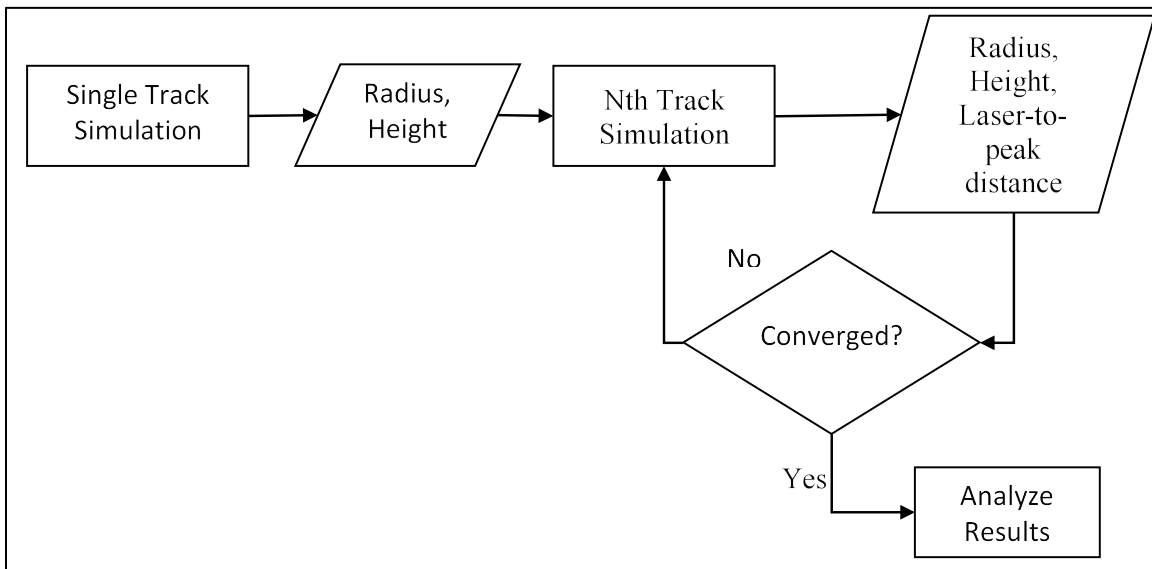 Single Track
Simulation
Radius,
Height
Nth Track
Simulation
Radius,
Height,
Laser-to-
peak
distance
No
Converged?
Yes
Analyze
Results